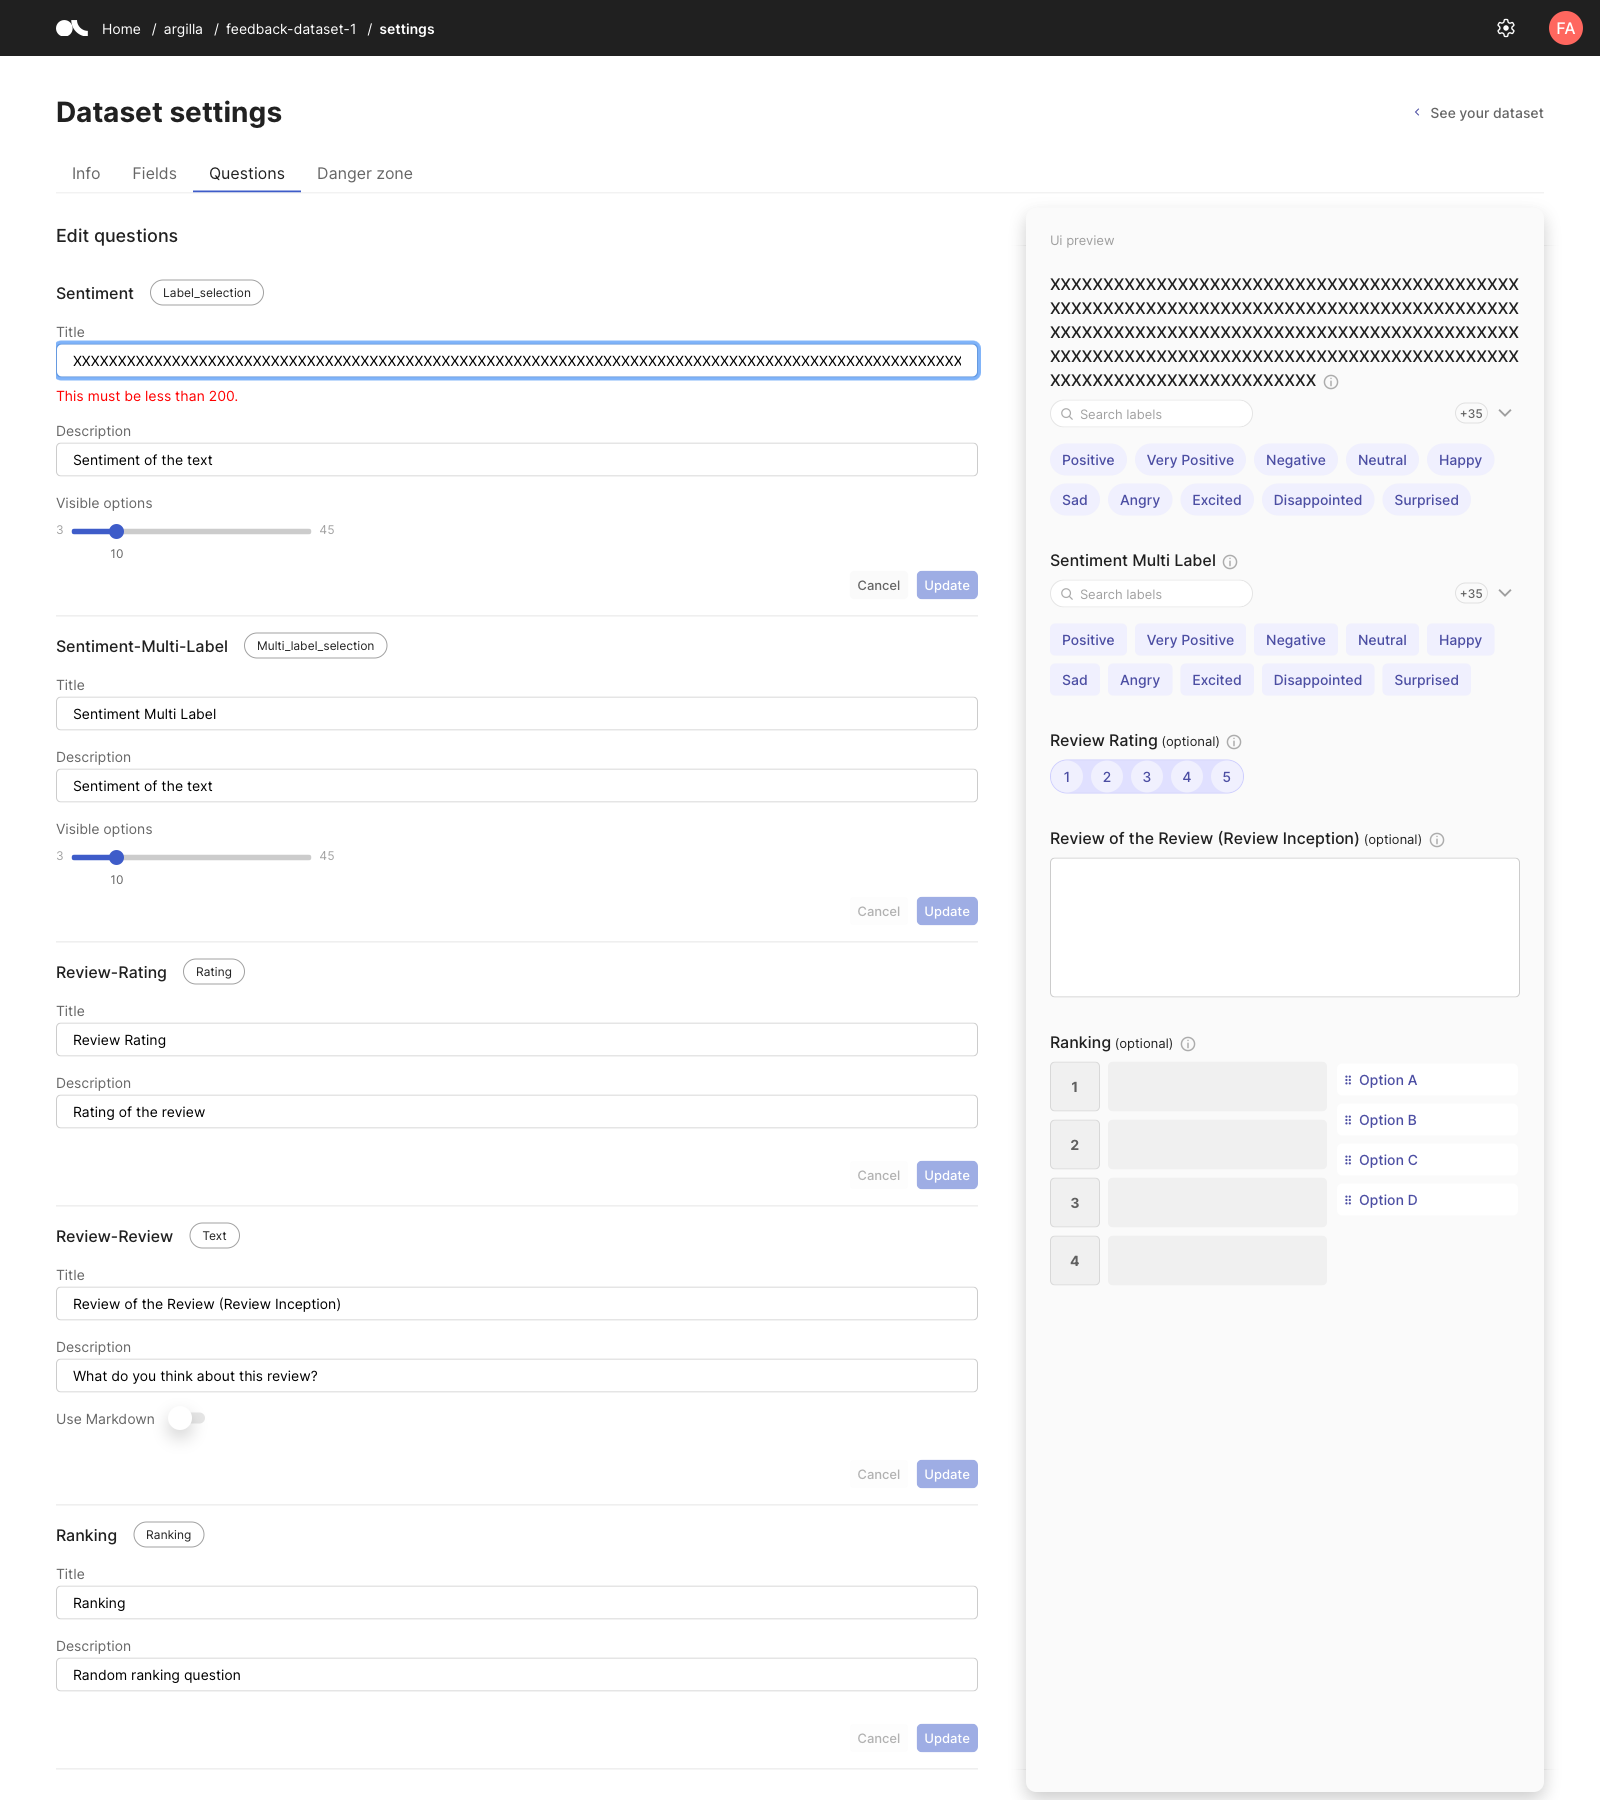 Home / argilla / feedback-dataset-1 / settings
FA
Dataset settings
See your dataset
Info
Fields
Questions
Danger zone
Edit questions
Sentiment
Label_selection
Title
This must be less than 200.
Description
Sentiment of the text
Visible options
3
45
10
Cancel
Update
Sentiment-Multi-Label
Multi_label_selection
Title
Sentiment Multi Label
Description
Sentiment of the text
Visible options
3
45
10
Cancel
Update
Review-Rating
Rating
Title
Review Rating
Description
Rating of the review
Cancel
Update
Review-Review
Text
Title
Review of the Review (Review Inception)
Description
What do you think about this review?
Use Markdown
Cancel
Update
Ranking
Ranking
Title
Ranking
Description
Random ranking question
Cancel
Update
Ui preview
Search labels
+35
Positive
Very Positive
Negative
Neutral
Happy
Sad
Angry
Excited
Disappointed
Surprised
Sentiment Multi Label
Search labels
+35
Positive
Very Positive
Negative
Neutral
Happy
Sad
Angry
Excited
Disappointed
Surprised
Review Rating (optional)
1
2
3
4
5
Review of the Review (Review Inception) (optional)
Ranking (optional)
1
2
3
4
Option A
Option B
Option C
Option D